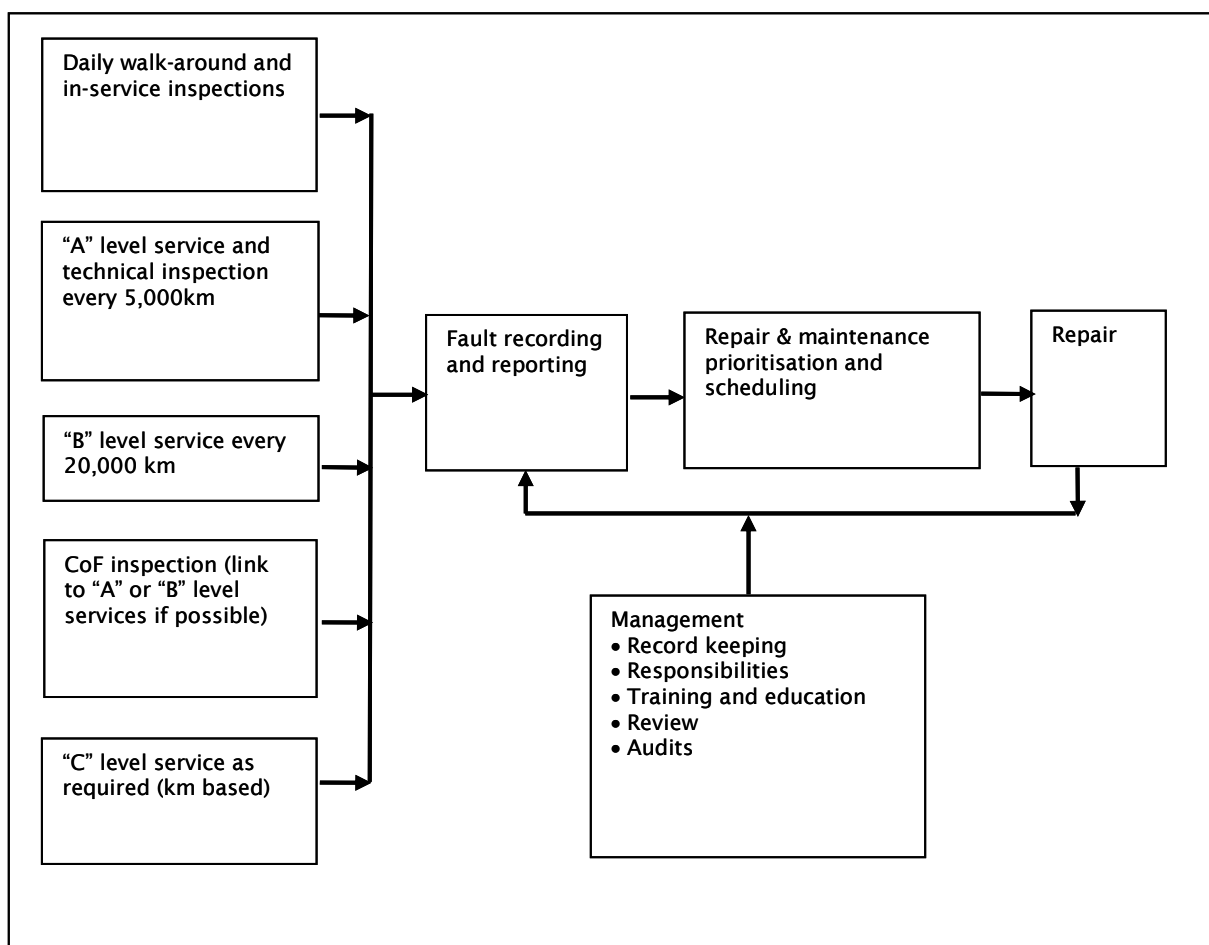 Daily walk-around and
in-service inspections
“A” level service and
technical inspection
every 5,000km
“B” level service every
20,000 km
CoF inspection (link
to “A” or “B” level
services if possible)
“C” level service as
required (km based)
Fault recording
and reporting
Repair & maintenance
prioritisation and
scheduling
Repair
Management
• Record keeping
• Responsibilities
• Training and education
• Review
• Audits